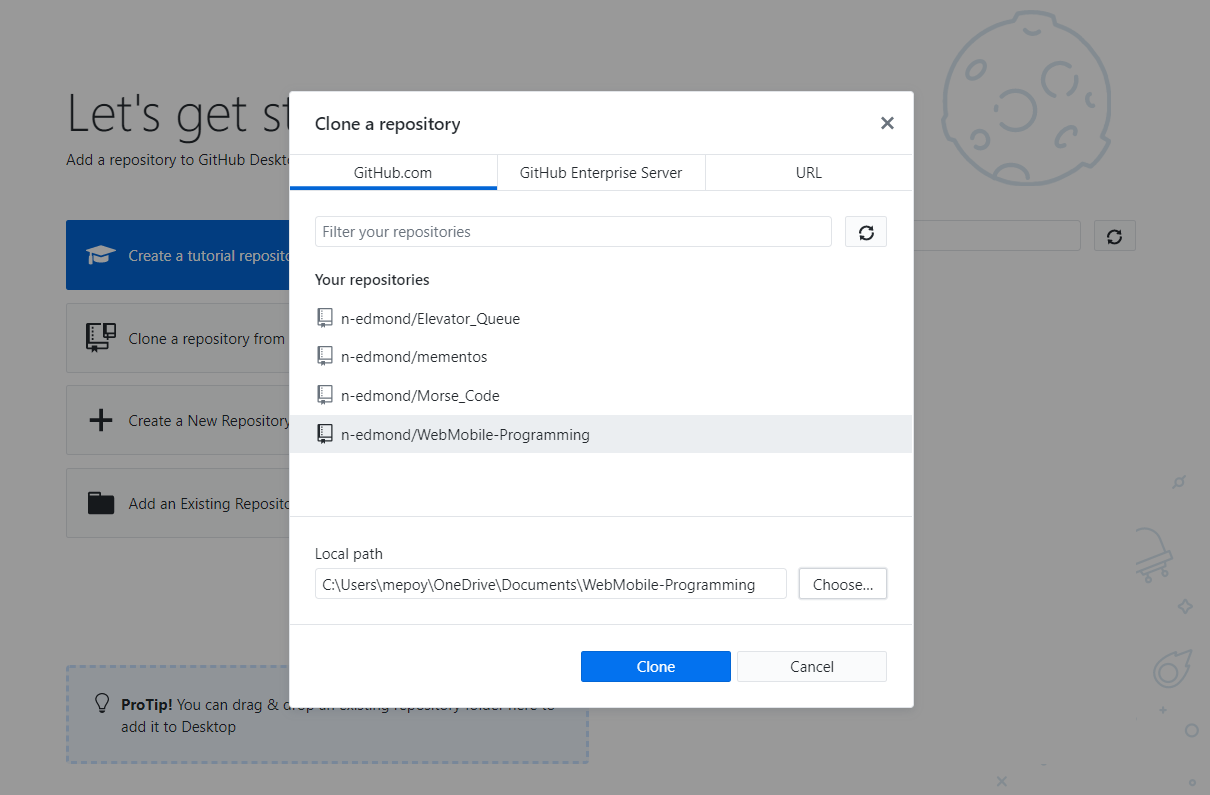 Let's get st
Add a repository to GitHub Deskto
Create a tutorial reposito
Clone a repository from
Create a New Repository
Add an Existing Reposito
Clone a repository
GitHub.com
GitHub Enterprise Server
URL
Filter your repositories
Your repositories
n-edmond/Elevator_Queue
n-edmond/mementos
n-edmond/Morse_Code
n-edmond/WebMobile-Programming
Local path
C:\Users\mepoy\OneDrive\Documents\WebMobile-Programming
Choose...
Clone
Cancel
ProTip! You can drag & drop an existing repository folder here to
add it to Desktop